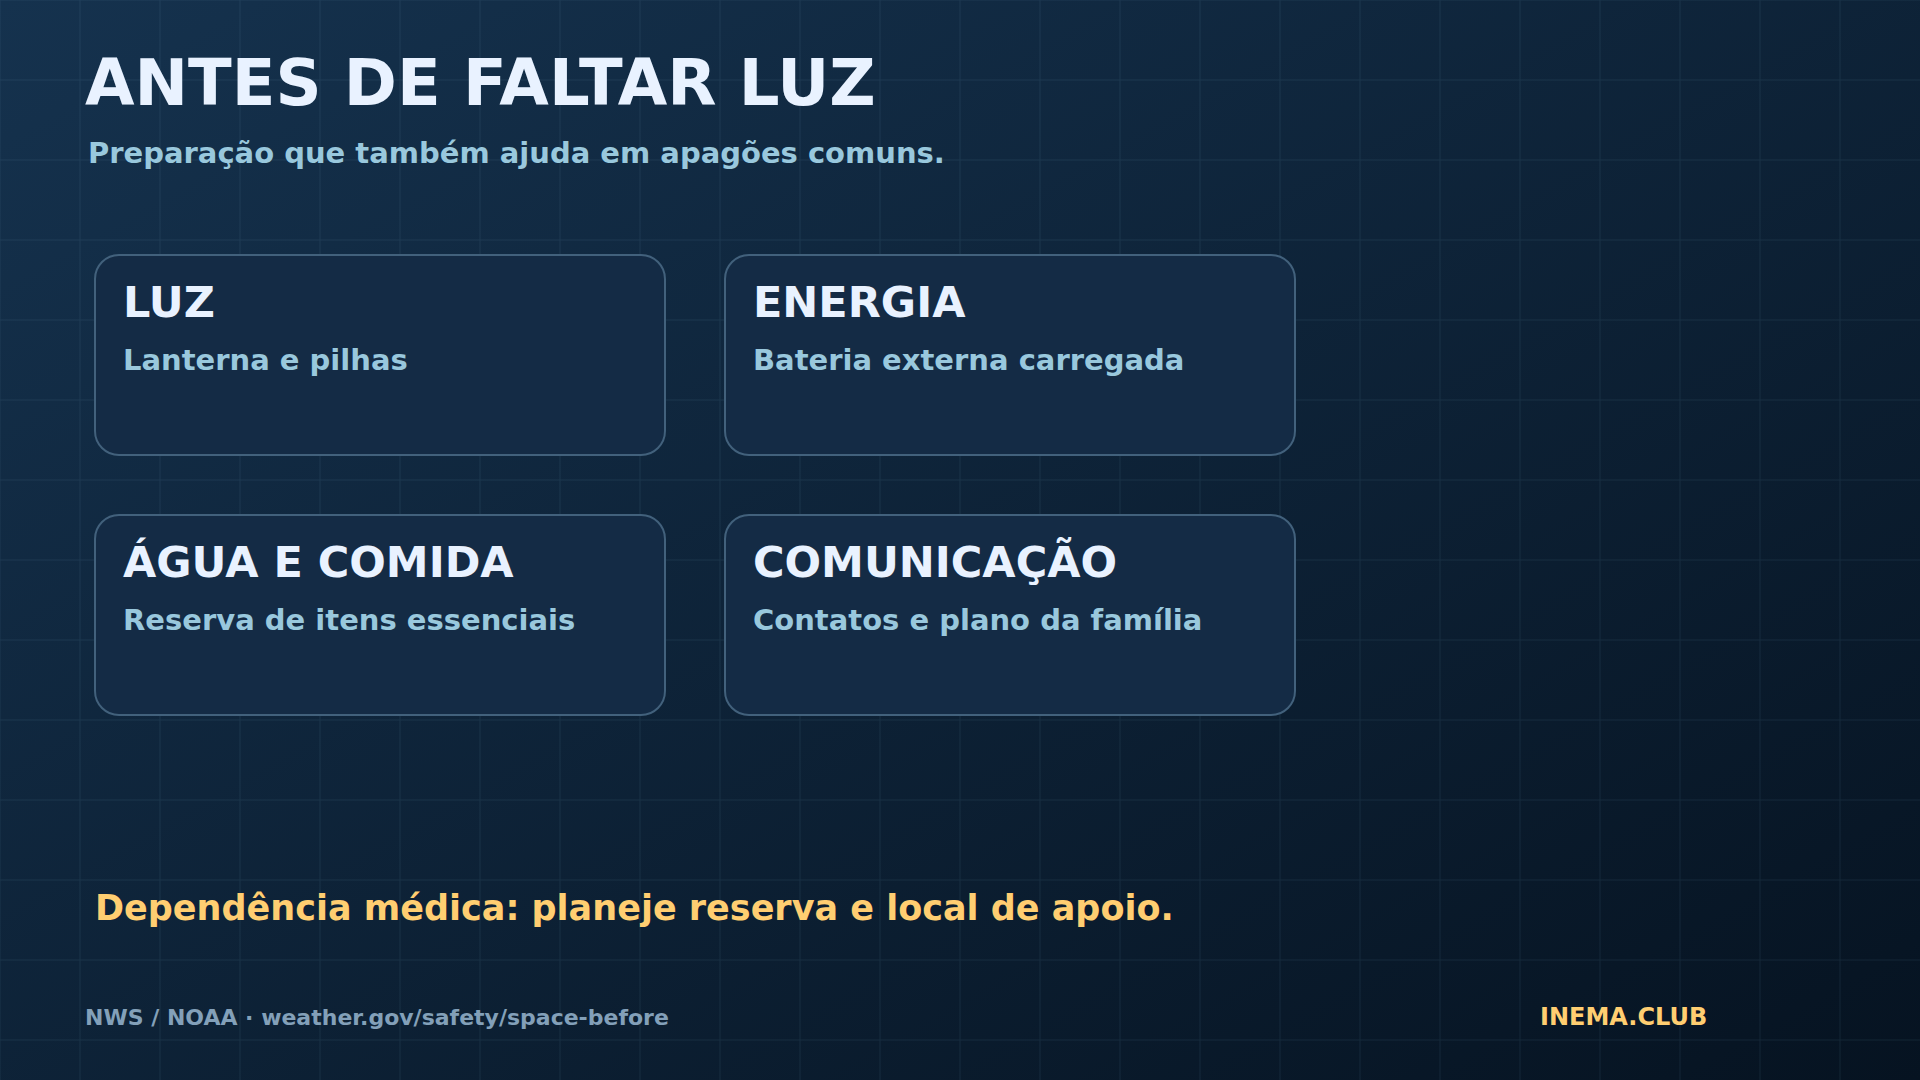 ANTES DE FALTAR LUZ
Preparação que também ajuda em apagões comuns.
LUZ
Lanterna e pilhas
ENERGIA
Bateria externa carregada
ÁGUA E COMIDA
Reserva de itens essenciais
COMUNICAÇÃO
Contatos e plano da família
Dependência médica: planeje reserva e local de apoio.
NWS / NOAA · weather.gov/safety/space-before
INEMA.CLUB